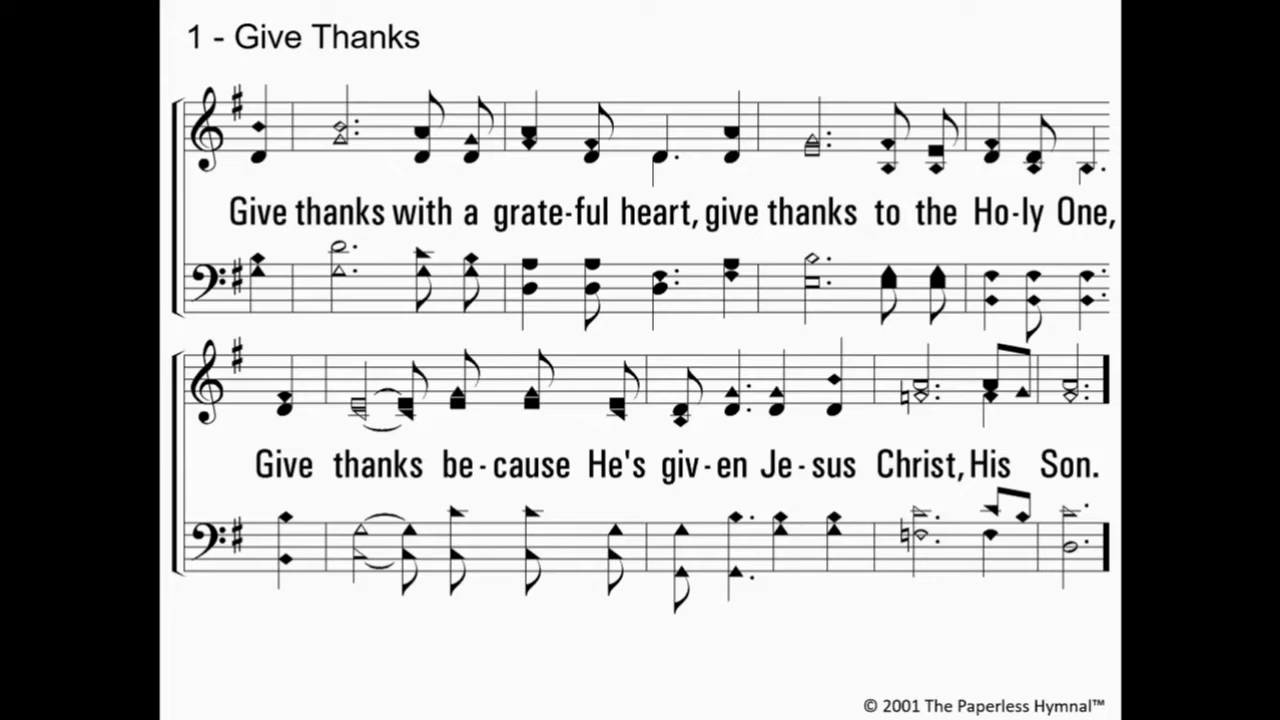 1 - Give Thanks
Give thanks with a grate-ful heart, give thanks to the Ho-ly One,
Give thanks be-cause He's giv-en Je-sus Christ, His Son.
© 2001 The Paperless Hymnal™